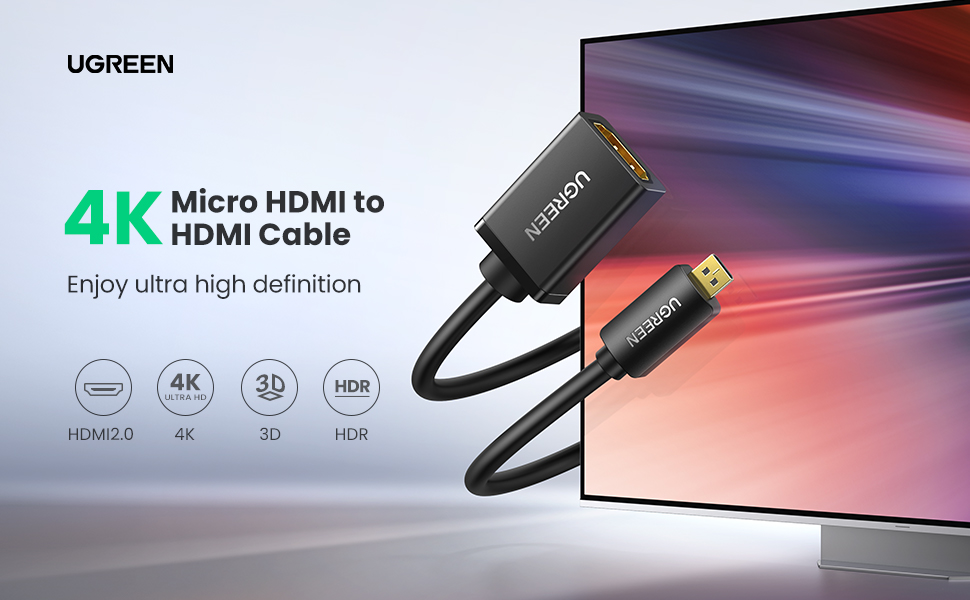 UGREEN
4K Micro HDMI to
HDMI Cable
Enjoy ultra high definition
4K
ULTRA HD
3D
HDR
HDMI2.0
4K
3D
HDR
UGREEN
UGREEN